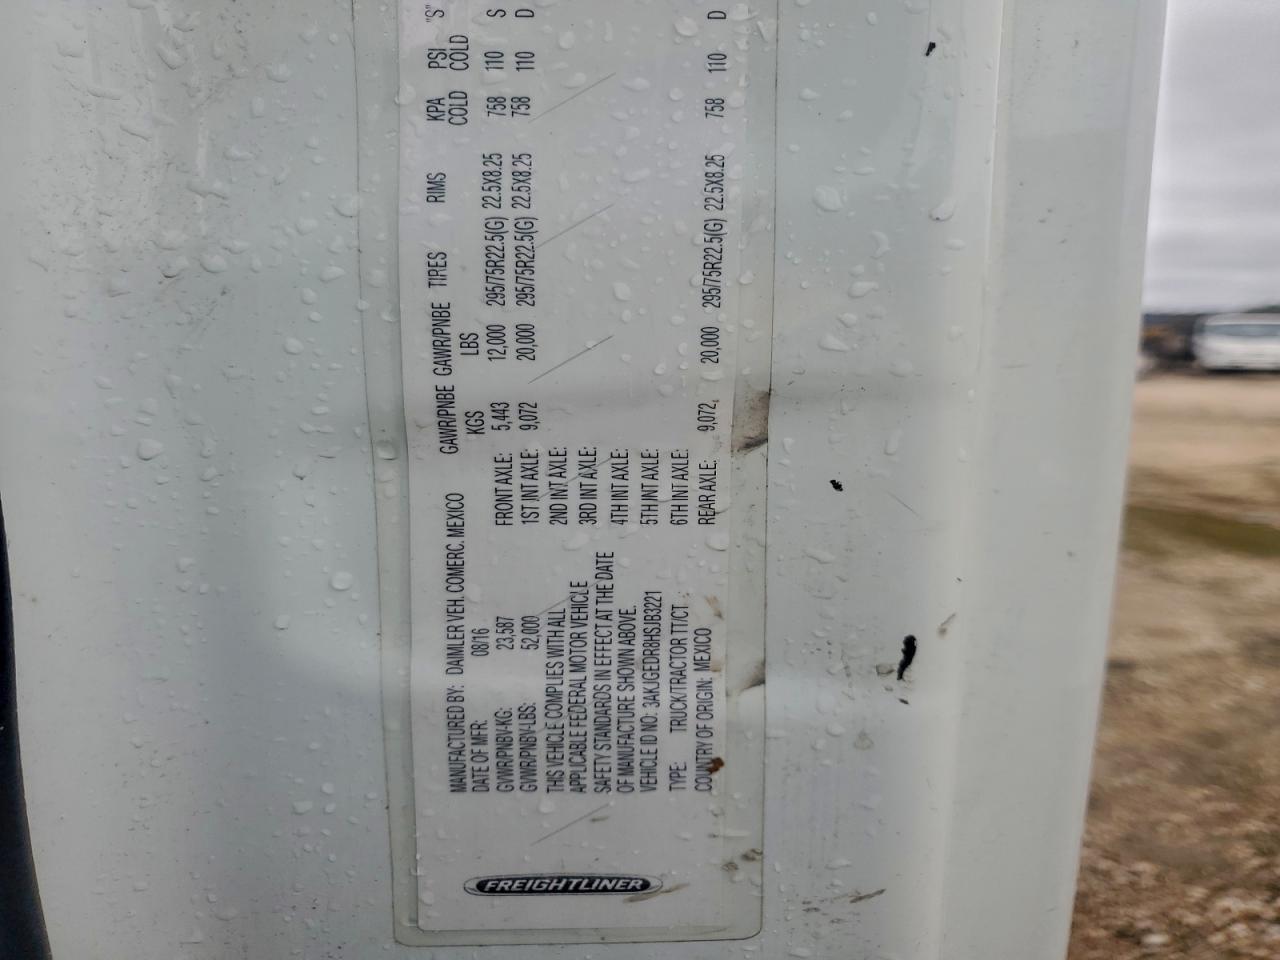 FREIGHTLINER
MANUFACTURED BY: DAIMLER VEH. COMERC. MEXICO
DATE OF MFR: 08/16
GVWR/PNBV-KG: 23,587
GVWR/PNBV-LBS: 52,000
THIS VEHICLE COMPLIES WITH ALL
APPLICABLE FEDERAL MOTOR VEHICLE
SAFETY STANDARDS IN EFFECT AT THE DATE
OF MANUFACTURE SHOWN ABOVE.
VEHICLE ID NO: 3AKJGEDR8HSJB3221
TYPE: TRUCK/TRACTOR TT/CT
COUNTRY OF ORIGIN: MEXICO
GAWR/PNBE GAWR/PNBE TIRES RIMS KPA PSI "S"
KGS LBS COLD COLD
FRONT AXLE: 5,443 12,000 295/75R22.5(G) 22.5X8.25 758 110 S
1ST INT AXLE: 9,072 20,000 295/75R22.5(G) 22.5X8.25 758 110 D
2ND INT AXLE:
3RD INT AXLE:
4TH INT AXLE:
5TH INT AXLE:
6TH INT AXLE:
REAR AXLE: 9,072 20,000 295/75R22.5(G) 22.5X8.25 758 110 D